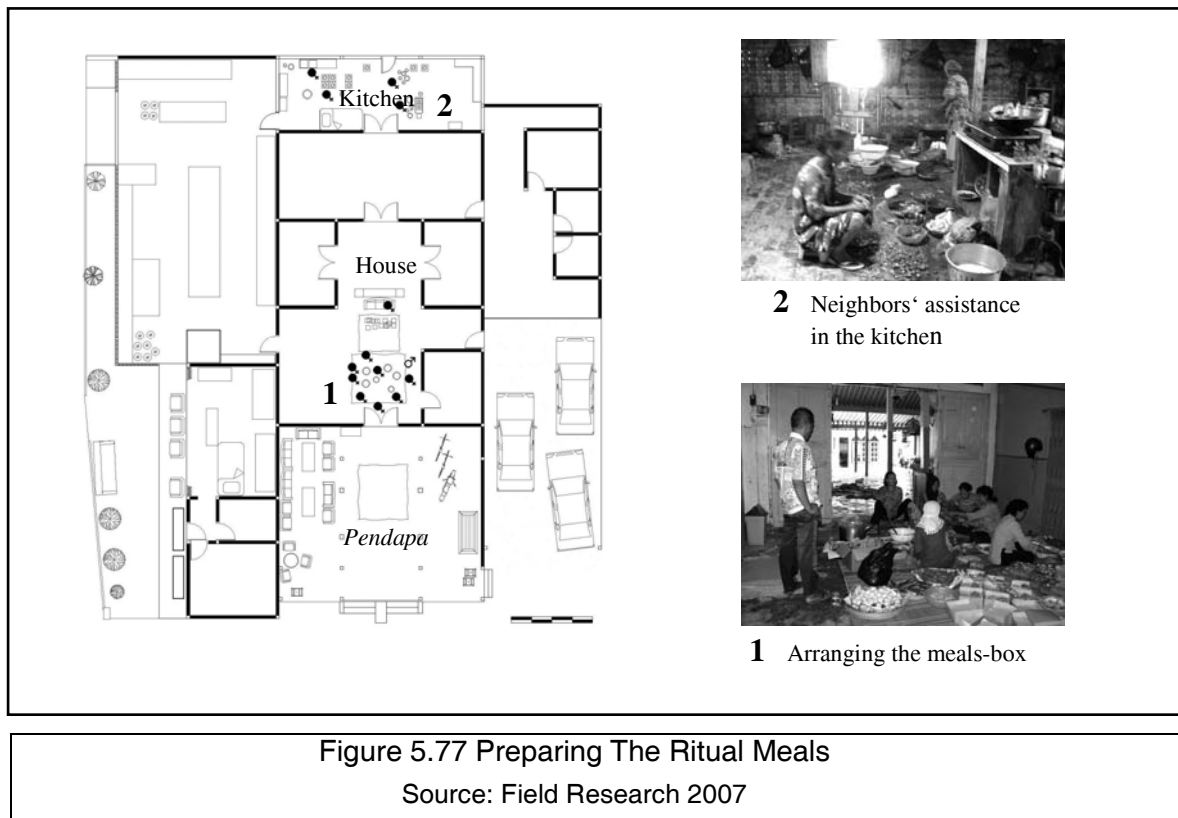 Kitchen
2
House
1
Pendapa
2 Neighbors‘ assistance
in the kitchen
1 Arranging the meals-box
Figure 5.77 Preparing The Ritual Meals
Source: Field Research 2007